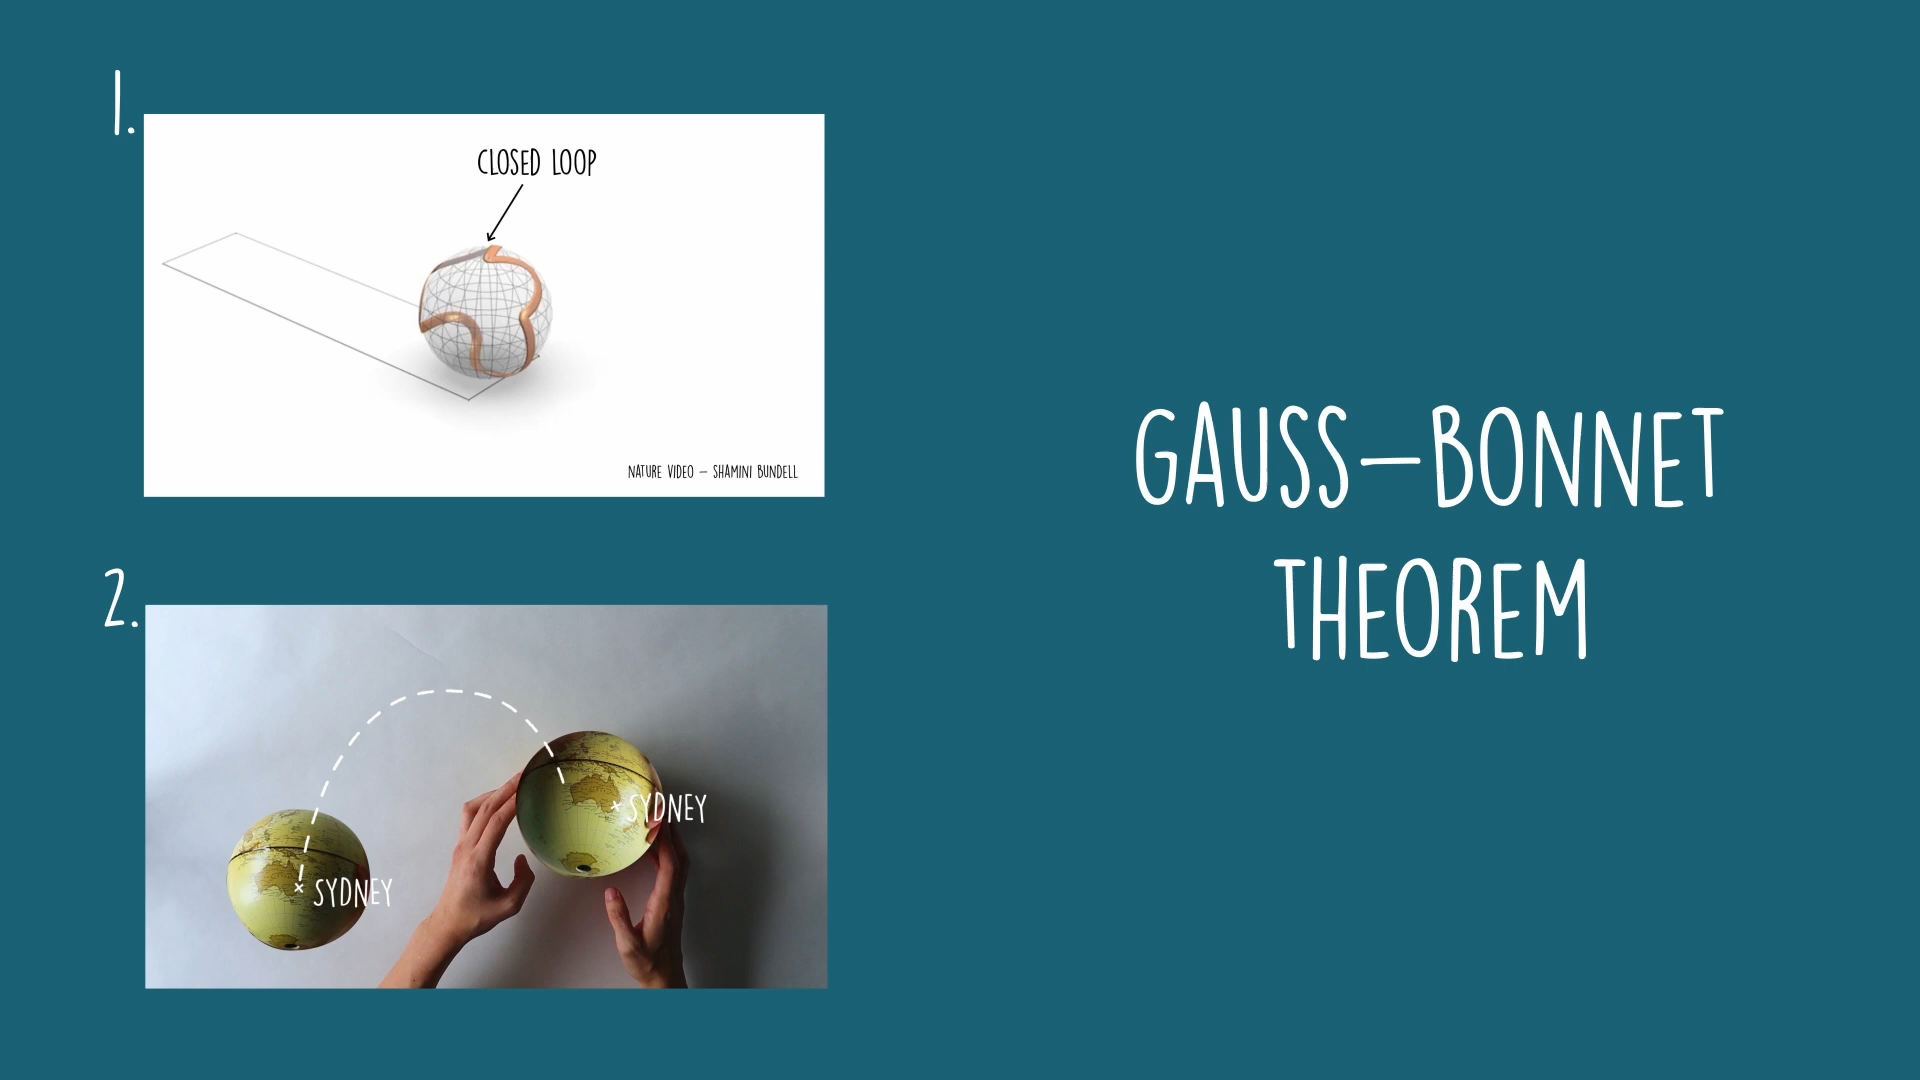 1.
CLOSED LOOP
NATURE VIDEO – SHAMINI BUNDELL
2.
SYDNEY
SYDNEY
GAUSS–BONNET
THEOREM